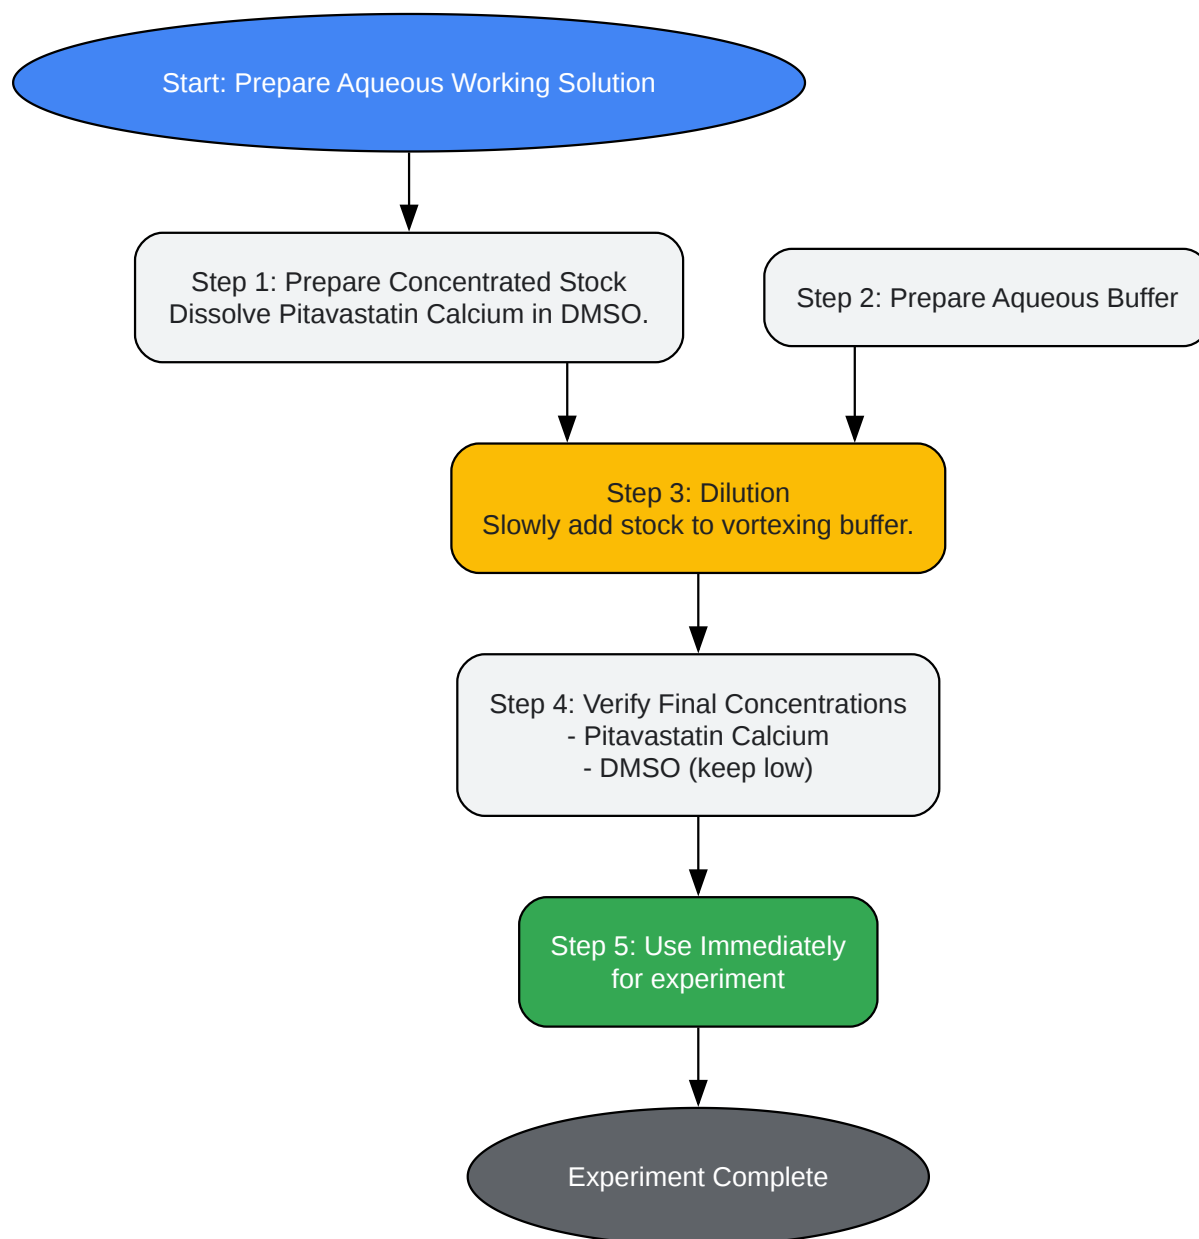 Start: Prepare Aqueous Working Solution
Step 1: Prepare Concentrated Stock
Dissolve Pitavastatin Calcium in DMSO.
Step 2: Prepare Aqueous Buffer
Step 3: Dilution
Slowly add stock to vortexing buffer.
Step 4: Verify Final Concentrations
- Pitavastatin Calcium
- DMSO (keep low)
Step 5: Use Immediately
for experiment
Experiment Complete